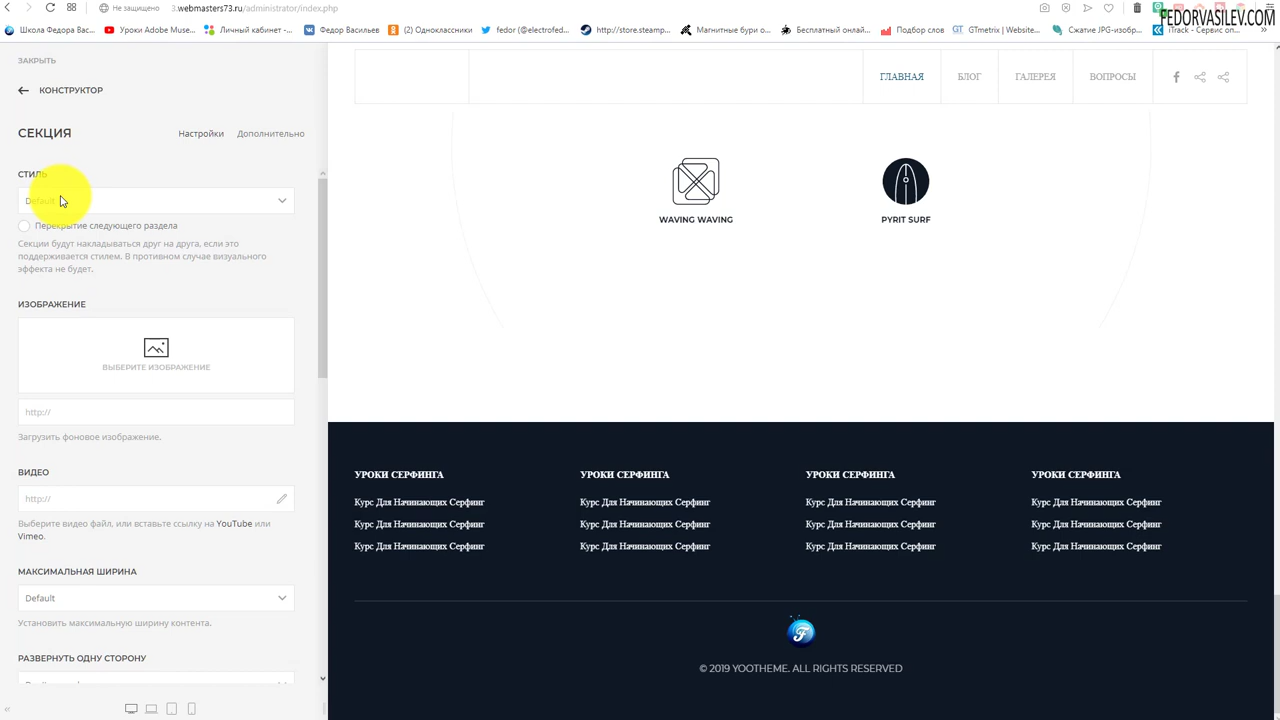 Не защищено
3.webmasters73.ru/administrator/index.php
FEDORVASILEV.COM
Школа Федора Вас...
Уроки Adobe Muse...
Личный кабинет -...
Федор Васильев
(2) Одноклассники
fedor (@electrofed...
http://store.steamp...
Магнитные бури о...
Бесплатный онлай...
Подбор слов
GTmetrix | Website...
Сжатие JPG-изобр...
iTrack - Сервис оп...
ЗАКРЫТЬ
КОНСТРУКТОР
СЕКЦИЯ
Настройки
Дополнительно
СТИЛЬ
Default
Перекрытие следующего раздела
Секции будут накладываться друг на друга, если это
поддерживается стилем. В противном случае визуального
эффекта не будет.
ИЗОБРАЖЕНИЕ
ВЫБЕРИТЕ ИЗОБРАЖЕНИЕ
http://
Загрузить фоновое изображение.
ВИДЕО
http://
Выберите видео файл, или вставьте ссылку на YouTube или
Vimeo.
МАКСИМАЛЬНАЯ ШИРИНА
Default
Установить максимальную ширину контента.
РАЗВЕРНУТЬ ОДНУ СТОРОНУ
ГЛАВНАЯ
БЛОГ
ГАЛЕРЕЯ
ВОПРОСЫ
WAVING WAVING
PYRIT SURF
УРОКИ СЕРФИНГА
Курс Для Начинающих Серфинг
Курс Для Начинающих Серфинг
Курс Для Начинающих Серфинг
УРОКИ СЕРФИНГА
Курс Для Начинающих Серфинг
Курс Для Начинающих Серфинг
Курс Для Начинающих Серфинг
УРОКИ СЕРФИНГА
Курс Для Начинающих Серфинг
Курс Для Начинающих Серфинг
Курс Для Начинающих Серфинг
УРОКИ СЕРФИНГА
Курс Для Начинающих Серфинг
Курс Для Начинающих Серфинг
Курс Для Начинающих Серфинг
© 2019 YOOTHEME. ALL RIGHTS RESERVED